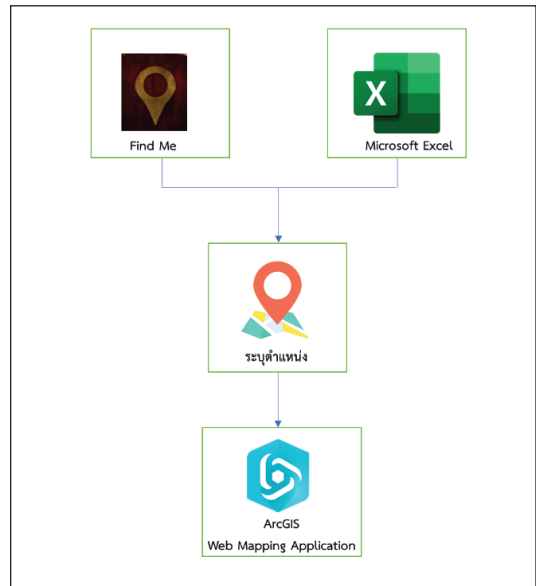 Find Me
X
Microsoft Excel
ระบุตำแหน่ง
ArcGIS
Web Mapping Application